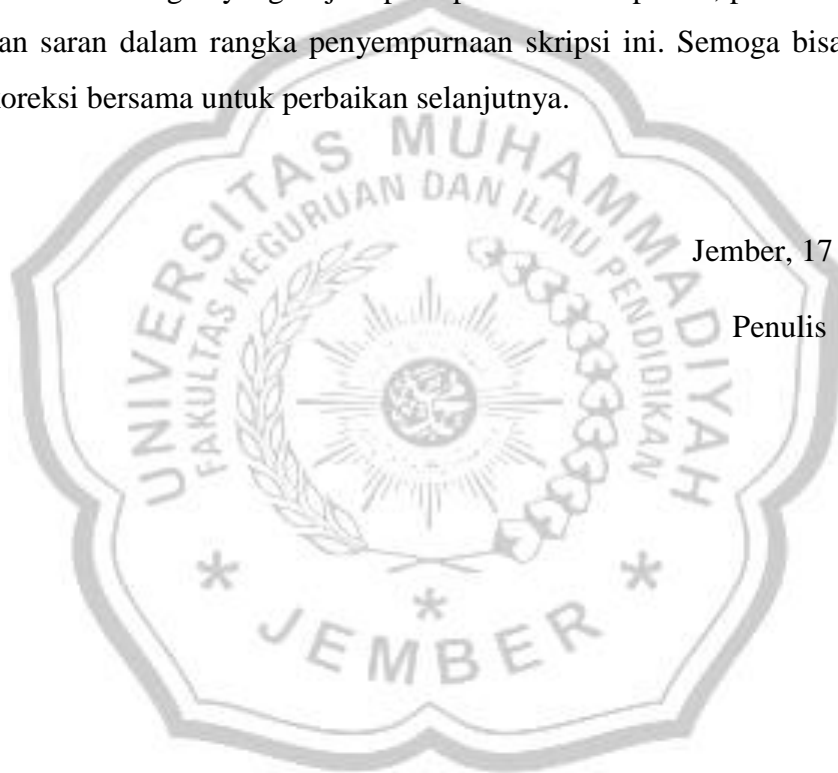 an saran dalam rangka penyempurnaan skripsi ini. Semoga bisa
oreksi bersama untuk perbaikan selanjutnya.
Jember, 17
Penulis
UNIVERSITAS MUHAMMADIYAH
FAKULTAS KEGURUAN DAN ILMU PENDIDIKAN
* JEMBER *
*